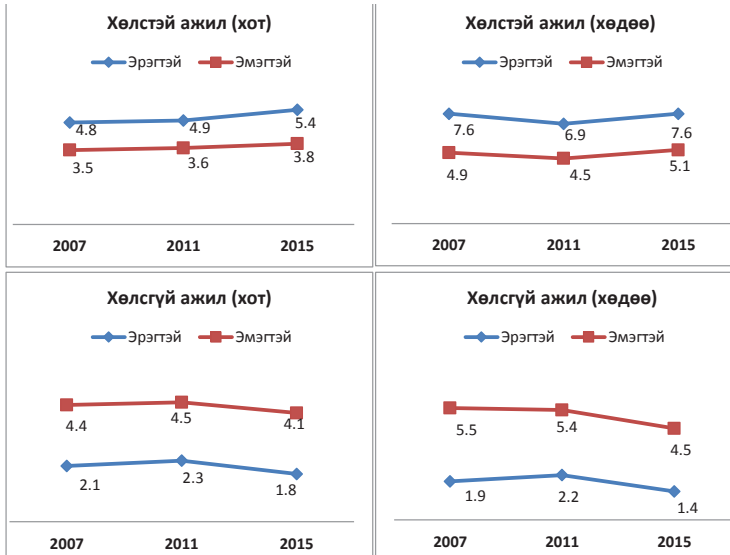 Хөлстэй ажил (хот)
Эрэгтэй Эмэгтэй
4.8 4.9 5.4
3.5 3.6 3.8
2007 2011 2015
Хөлстэй ажил (хөдөө)
Эрэгтэй Эмэгтэй
7.6 6.9 7.6
4.9 4.5 5.1
2007 2011 2015
Хөлсгүй ажил (хот)
Эрэгтэй Эмэгтэй
4.4 4.5 4.1
2.1 2.3 1.8
2007 2011 2015
Хөлсгүй ажил (хөдөө)
Эрэгтэй Эмэгтэй
5.5 5.4 4.5
1.9 2.2 1.4
2007 2011 2015